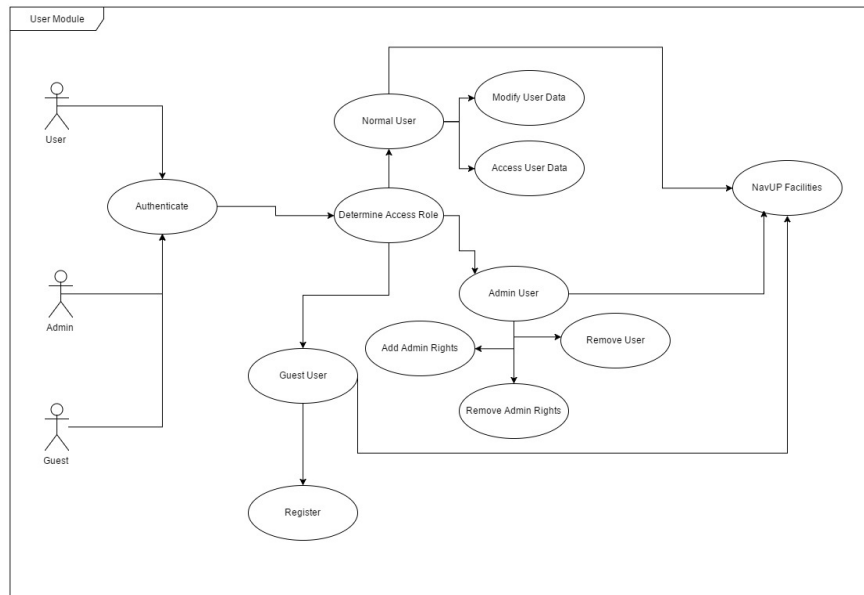 User Module
User
Admin
Guest
Authenticate
Determine Access Role
Normal User
Modify User Data
Access User Data
NavUP Facilities
Admin User
Add Admin Rights
Remove User
Remove Admin Rights
Guest User
Register